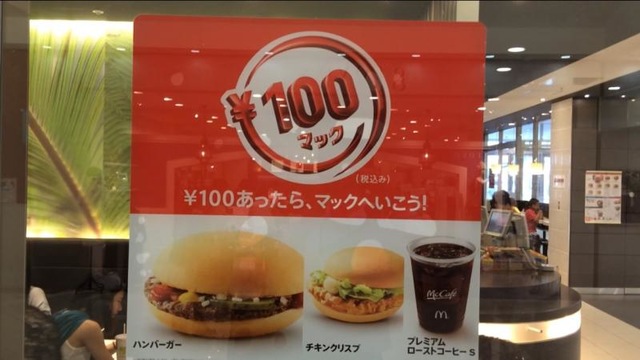 ¥100
マック
(税込み)
¥100あったら、マックへいこう!
ハンバーガー
チキンクリスプ
McCafé
プレミアム
ローストコーヒー S